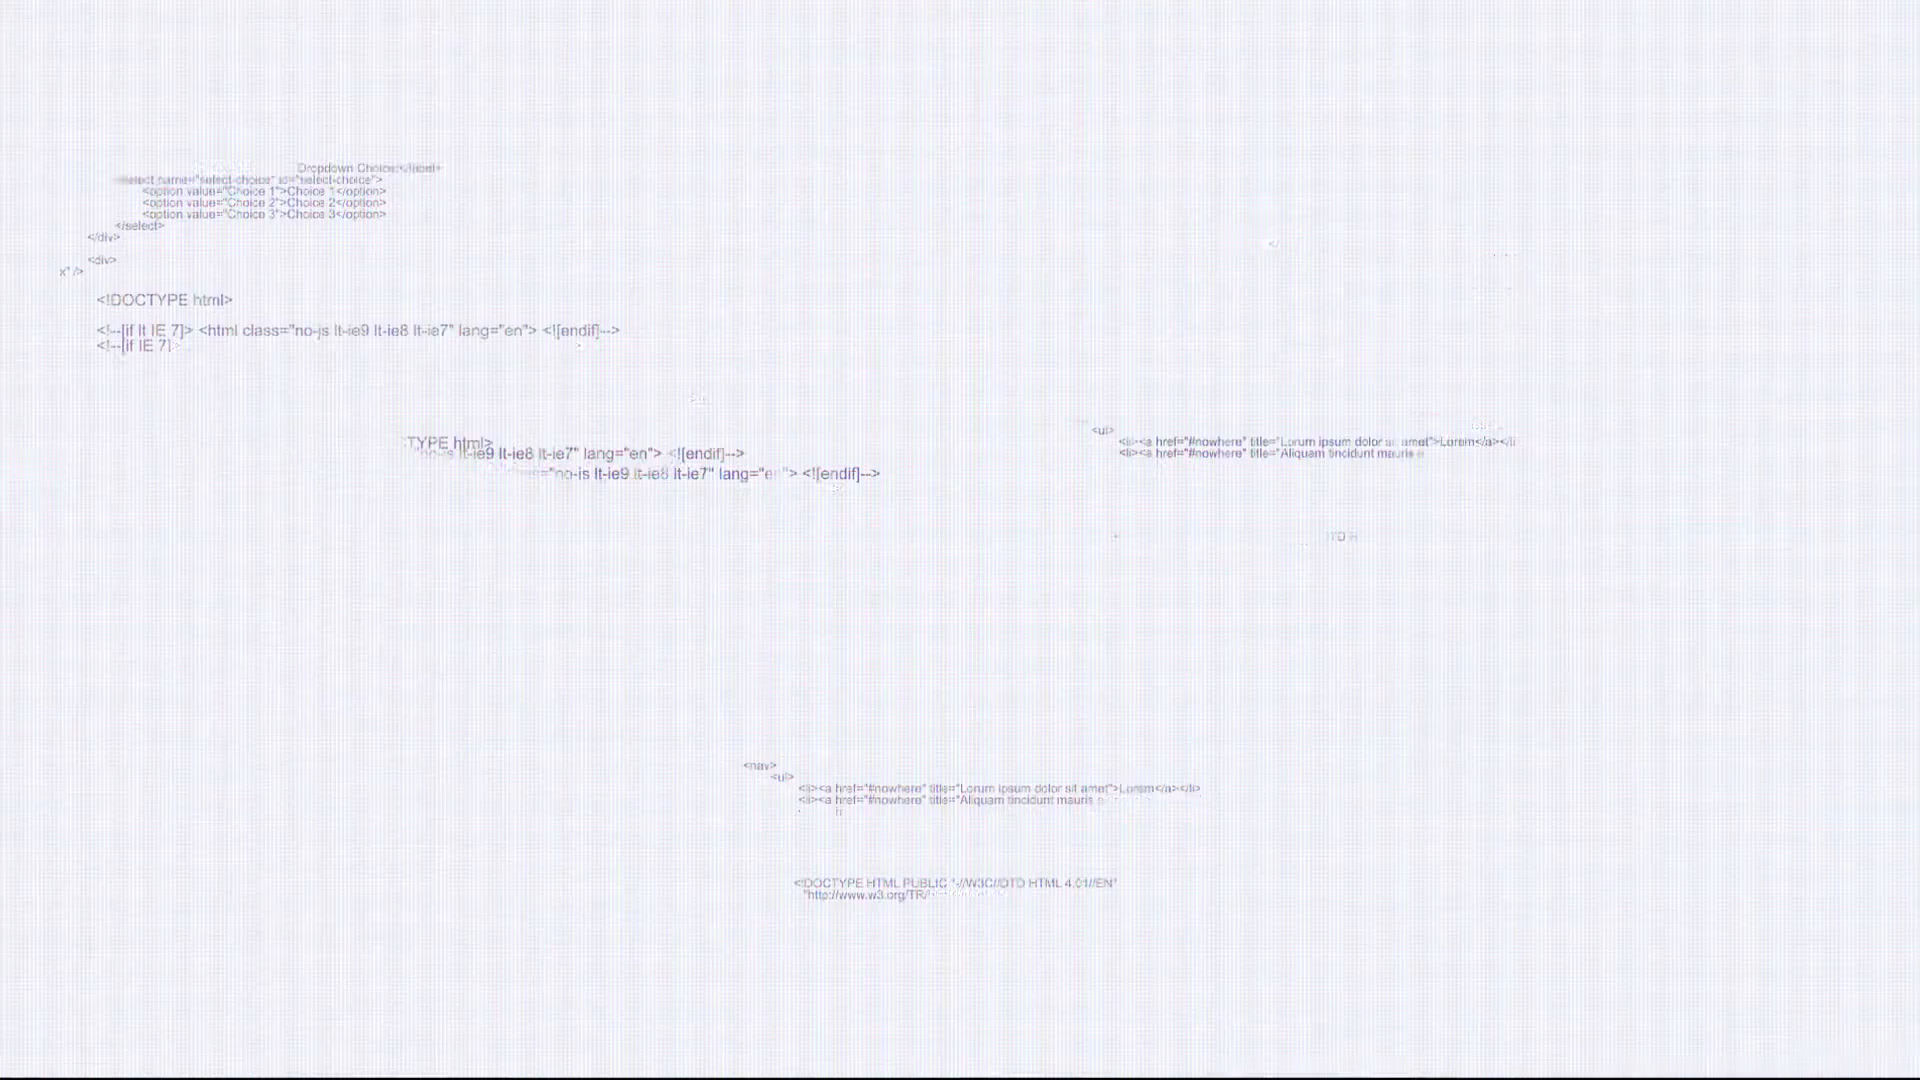 Dropdown Choice:</label>
select name="select-choice" id="select-choice">
<option value="Choice 1">Choice 1</option>
<option value="Choice 2">Choice 2</option>
<option value="Choice 3">Choice 3</option>
</select>
</div>
<div>
x" />
<!DOCTYPE html>
<!--[if lt IE 7]> <html class="no-js lt-ie9 lt-ie8 lt-ie7" lang="en"> <![endif]-->
<!--[if IE 7]>
TYPE html>
lt-ie9 lt-ie8 lt-ie7" lang="en"> <![endif]-->
="no-js lt-ie9 lt-ie8 lt-ie7" lang="e "> <![endif]-->
</
<ul>
<li><a href="#nowhere" title="Lorum ipsum dolor si amet">Lorem</a></li
<li><a href="#nowhere" title="Aliquam tincidunt mauris
TD H
<nav>
<ul>
<li><a href="#nowhere" title="Lorum ipsum dolor sit amet">Lorem</a></li>
<li><a href="#nowhere" title="Aliquam tincidunt mauris
<!DOCTYPE HTML PUBLIC "-//W3C//DTD HTML 4.01//EN"
"http://www.w3.org/TR/